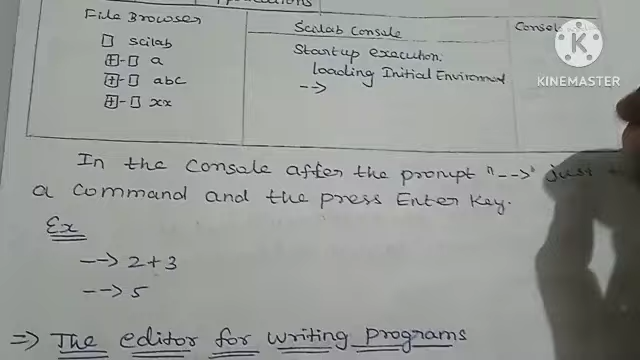 Applications
File Browser
scilab
a
abc
xx
Scilab Console
Startup execution:
loading Initial Environment
-->
KINEMASTER
In the console after the prompt "-->" Just
a command and the press Enter Key.
Ex
--> 2+3
--> 5
=> The editor for writing programs